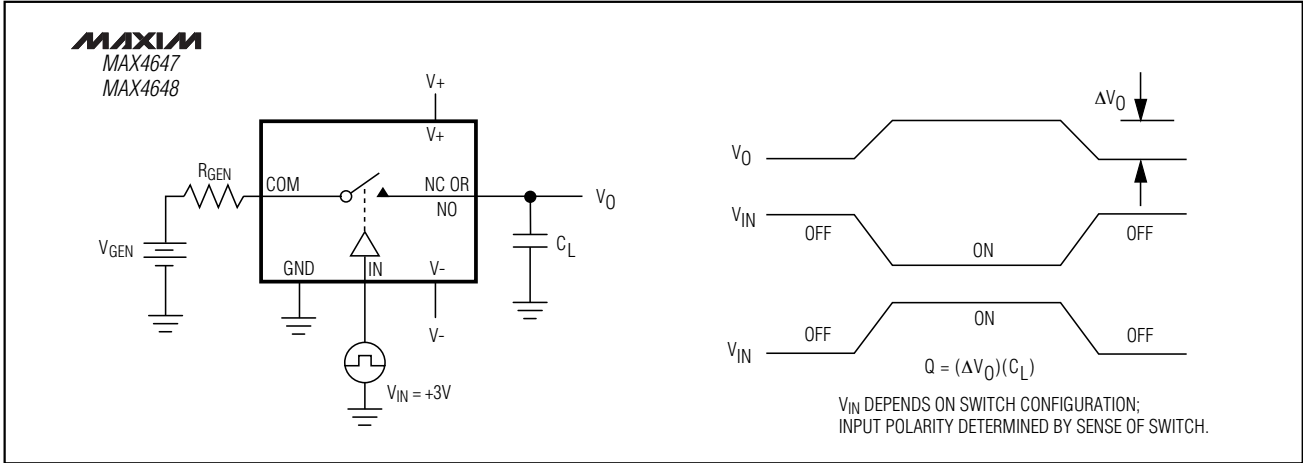 MAXIM
MAX4647
MAX4648
V+
V+
RGEN
COM
NC OR
NO
VO
VGEN
CL
GND
IN
V-
V-
VIN = +3V
ΔVO
VO
VIN
OFF
ON
OFF
VIN
OFF
ON
OFF
Q = (ΔVO)(CL)
VIN DEPENDS ON SWITCH CONFIGURATION;
INPUT POLARITY DETERMINED BY SENSE OF SWITCH.